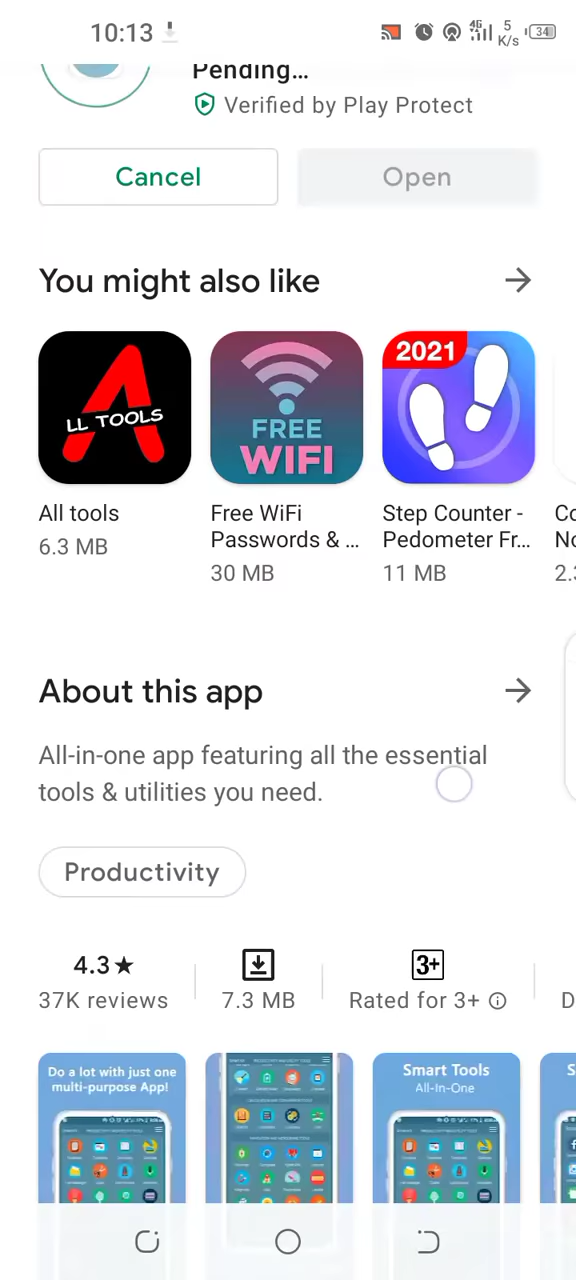 10:13
4G
5
K/s
34
Pending...
Verified by Play Protect
Cancel
Open
You might also like
LL TOOLS
FREE
WIFI
2021
All tools
6.3 MB
Free WiFi
Passwords & ...
30 MB
Step Counter -
Pedometer Fr...
11 MB
Co
No
2.
About this app
All-in-one app featuring all the essential
tools & utilities you need.
Productivity
4.3★
37K reviews
7.3 MB
3+
Rated for 3+
D
Do a lot with just one
multi-purpose App!
Smart Tools
All-In-One
S